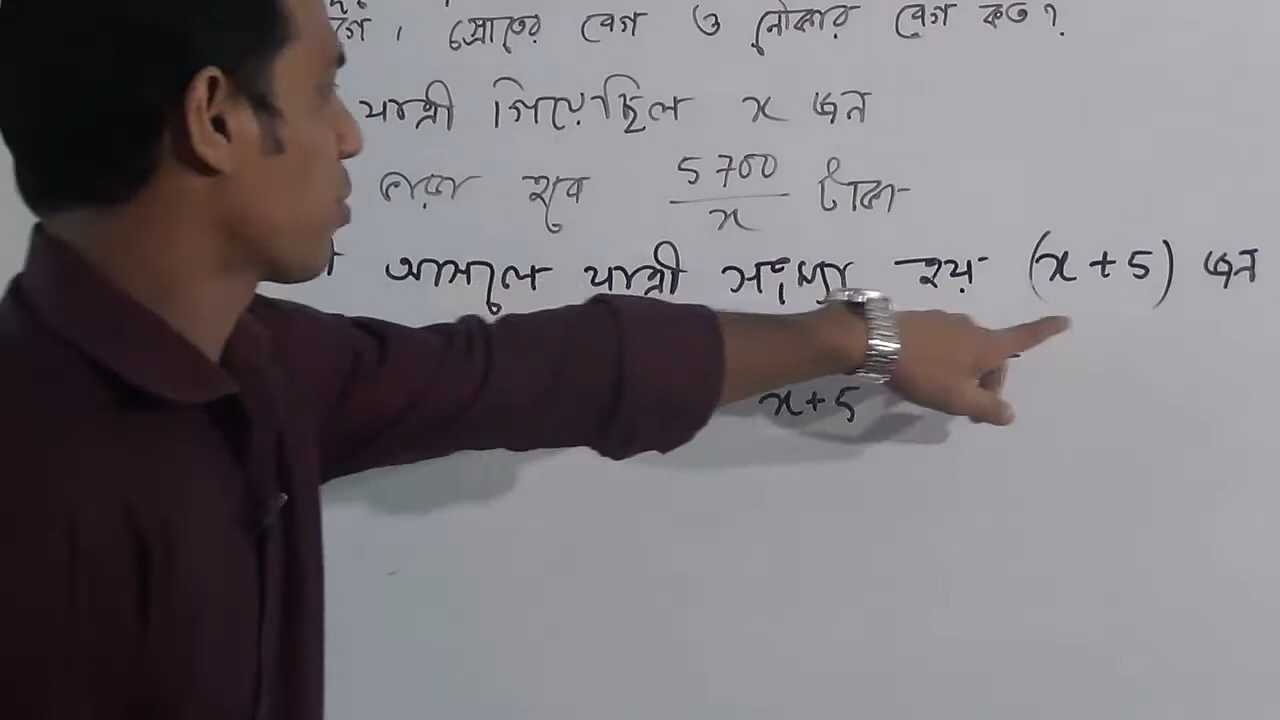 স্রোতের বেগ ও নৌকার বেগ কত?
যাত্রী গিয়েছিল x জন
ভাড়া হবে 5700/x টাকা
আসলে যাত্রী সংখ্যা হয় (x+5) জন
x+5